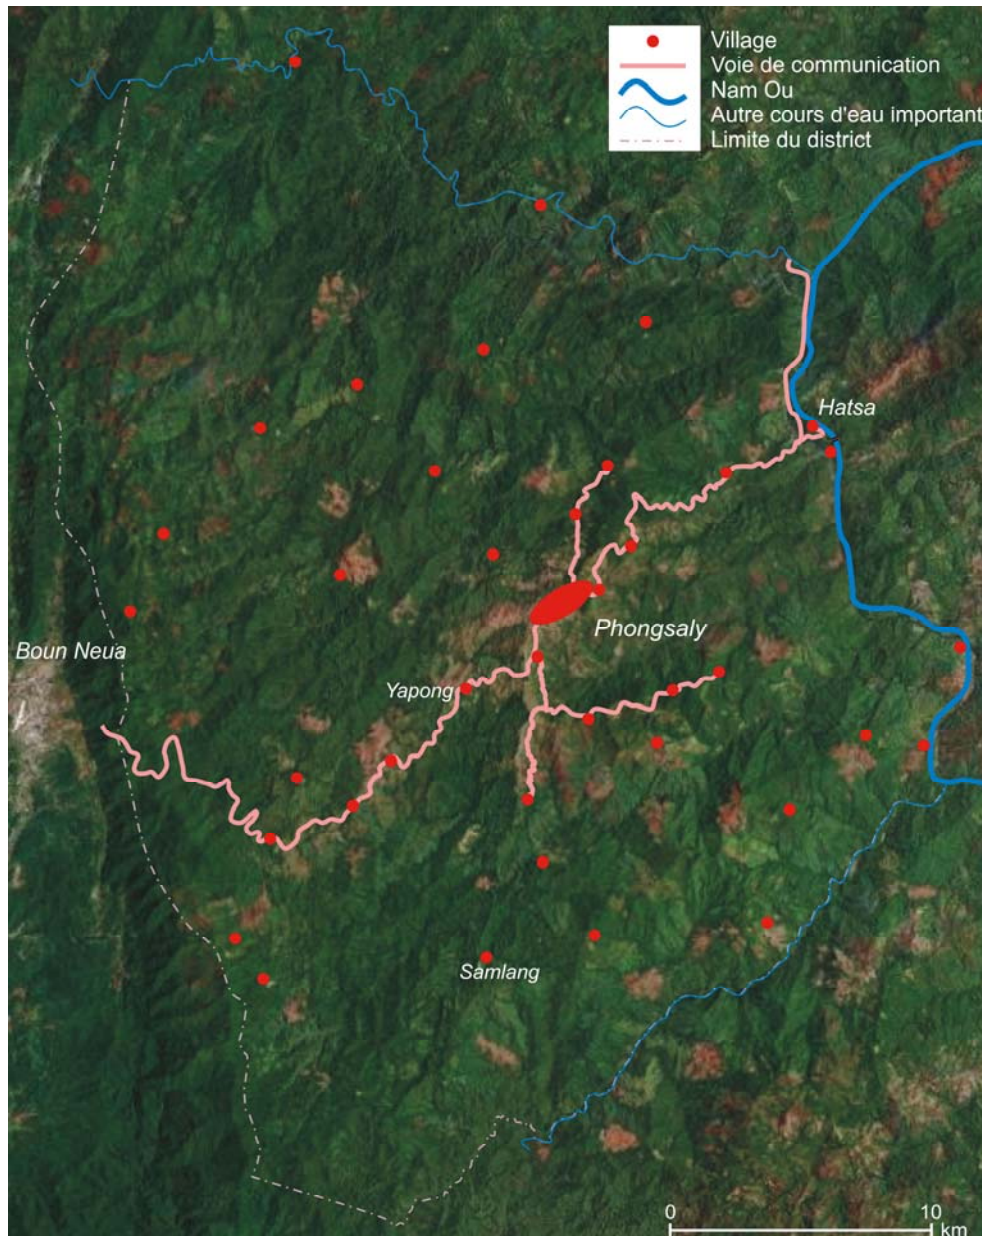 Village
Voie de communication
Nam Ou
Autre cours d'eau important
Limite du district
Hatsa
Phongsaly
Boun Neua
Yapong
Samlang
0 10
km